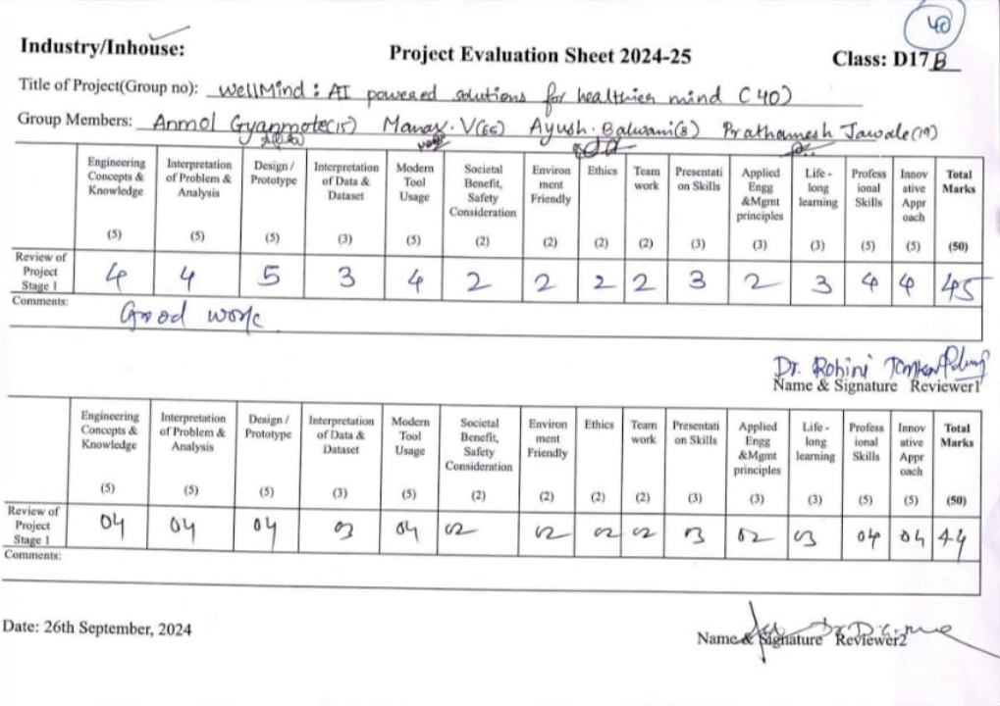 40
Industry/Inhouse: Project Evaluation Sheet 2024-25 Class: D17 B
Title of Project(Group no): WellMind : AI powered solutions for healthier mind (40)
Group Members: Anmol Gyanmote(15) Manav. V(66) Ayush. Balwani(8) Prathamesh Jawale(19)
Engineering Concepts & Knowledge (5) Interpretation of Problem & Analysis (5) Design / Prototype (5) Interpretation of Data & Dataset (3) Modern Tool Usage (5) Societal Benefit, Safety Consideration (2) Environ ment Friendly (2) Ethics (2) Team work (2) Presentati on Skills (3) Applied Engg &Mgmt principles (3) Life - long learning (3) Profess ional Skills (5) Innov ative Appr oach (5) Total Marks (50)
Review of Project Stage 1 4 4 5 3 4 2 2 2 2 3 2 3 4 4 45
Comments: Good work
Dr. Rohini
Name & Signature Reviewer1
Engineering Concepts & Knowledge (5) Interpretation of Problem & Analysis (5) Design / Prototype (5) Interpretation of Data & Dataset (3) Modern Tool Usage (5) Societal Benefit, Safety Consideration (2) Environ ment Friendly (2) Ethics (2) Team work (2) Presentati on Skills (3) Applied Engg &Mgmt principles (3) Life - long learning (3) Profess ional Skills (5) Innov ative Appr oach (5) Total Marks (50)
Review of Project Stage 1 04 04 04 03 04 02 02 02 02 03 02 03 04 04 44
Comments:
Date: 26th September, 2024
Name & Signature Reviewer2